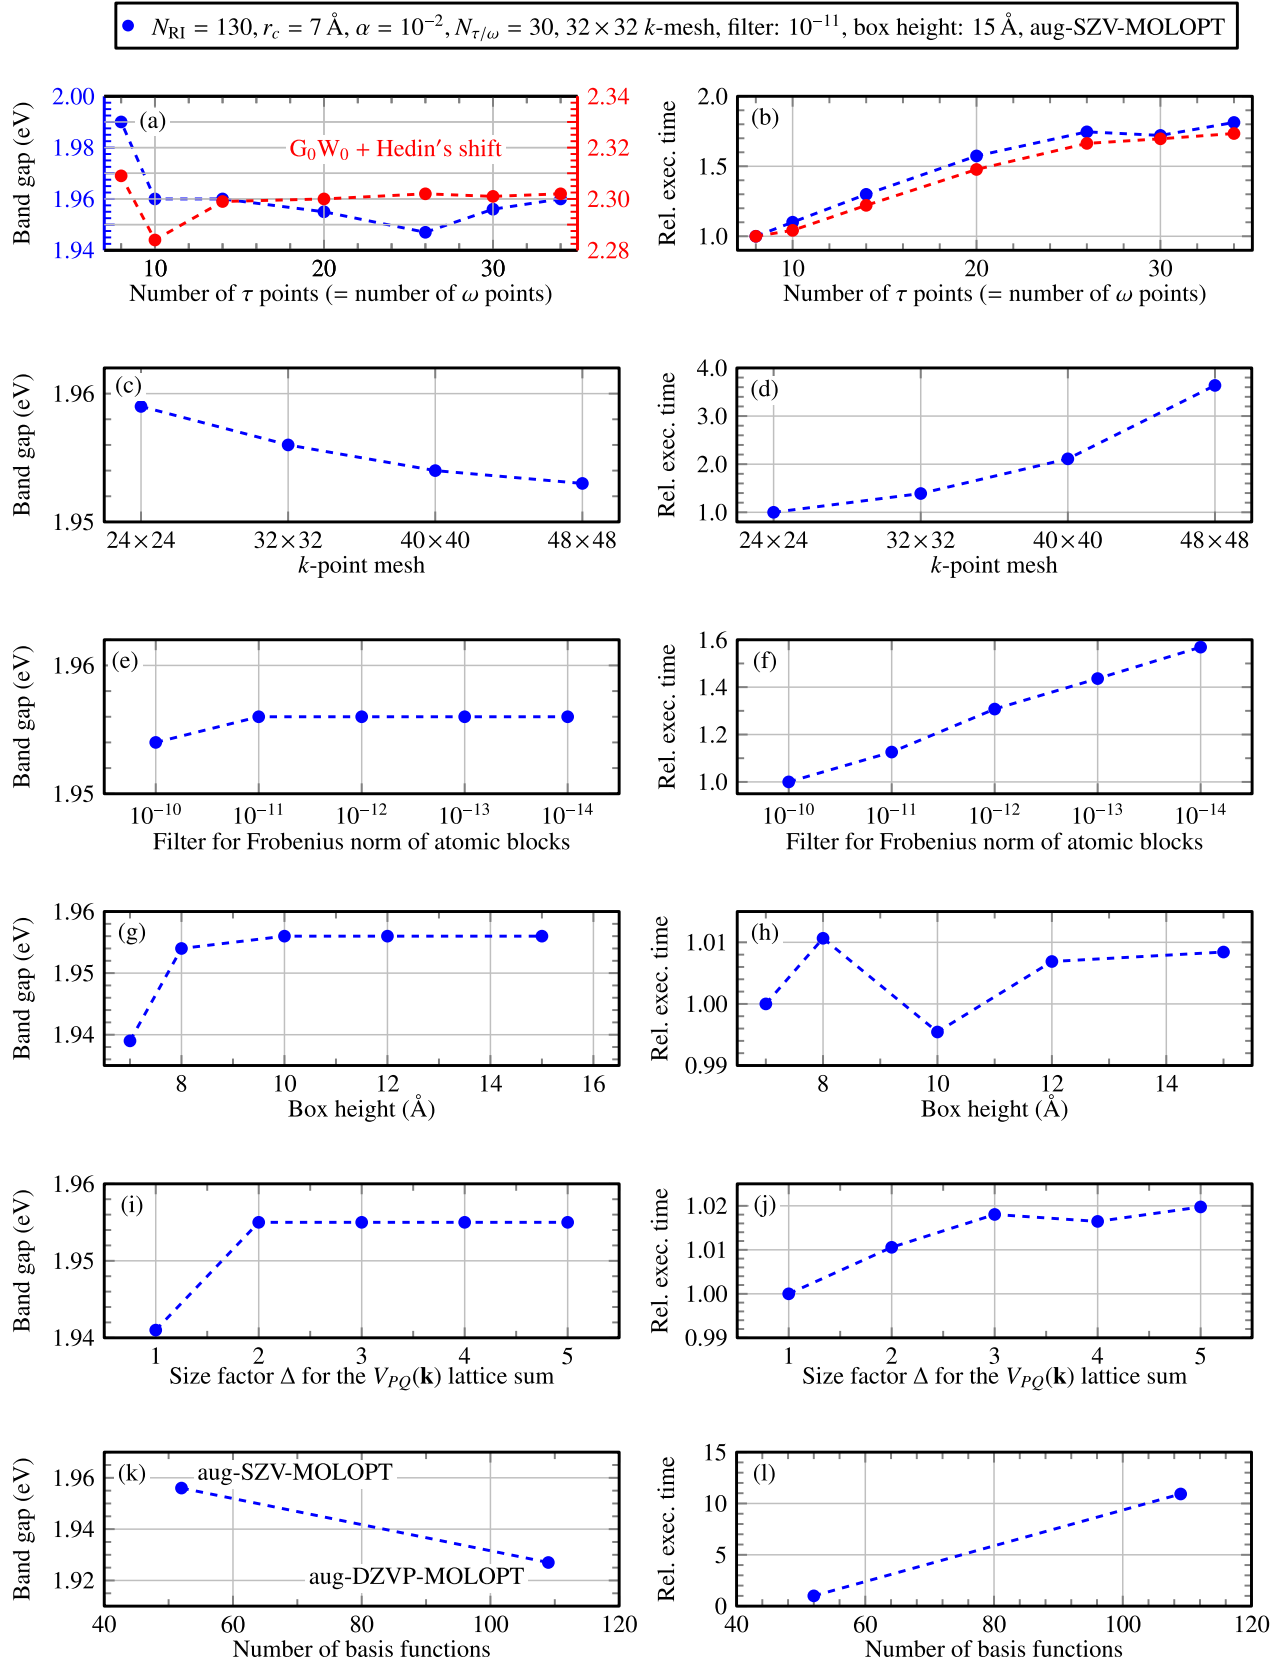 N_RI = 130, r_c = 7 Å, α = 10⁻², N_τ/ω = 30, 32×32 k-mesh, filter: 10⁻¹¹, box height: 15 Å, aug-SZV-MOLOPT
(a)
G₀W₀ + Hedin's shift
Band gap (eV)
2.00
1.98
1.96
1.94
2.34
2.32
2.30
2.28
10 20 30
Number of τ points (= number of ω points)
(b)
Rel. exec. time
2.0
1.5
1.0
10 20 30
Number of τ points (= number of ω points)
(c)
Band gap (eV)
1.96
1.95
24×24 32×32 40×40 48×48
k-point mesh
(d)
Rel. exec. time
4.0
3.0
2.0
1.0
24×24 32×32 40×40 48×48
k-point mesh
(e)
Band gap (eV)
1.96
1.95
10⁻¹⁰ 10⁻¹¹ 10⁻¹² 10⁻¹³ 10⁻¹⁴
Filter for Frobenius norm of atomic blocks
(f)
Rel. exec. time
1.6
1.4
1.2
1.0
10⁻¹⁰ 10⁻¹¹ 10⁻¹² 10⁻¹³ 10⁻¹⁴
Filter for Frobenius norm of atomic blocks
(g)
Band gap (eV)
1.96
1.95
1.94
8 10 12 14 16
Box height (Å)
(h)
Rel. exec. time
1.01
1.00
0.99
8 10 12 14
Box height (Å)
(i)
Band gap (eV)
1.96
1.95
1.94
1 2 3 4 5
Size factor Δ for the V_PQ(k) lattice sum
(j)
Rel. exec. time
1.02
1.01
1.00
0.99
1 2 3 4 5
Size factor Δ for the V_PQ(k) lattice sum
(k)
aug-SZV-MOLOPT
aug-DZVP-MOLOPT
Band gap (eV)
1.96
1.94
1.92
40 60 80 100 120
Number of basis functions
(l)
Rel. exec. time
15
10
5
0
40 60 80 100 120
Number of basis functions